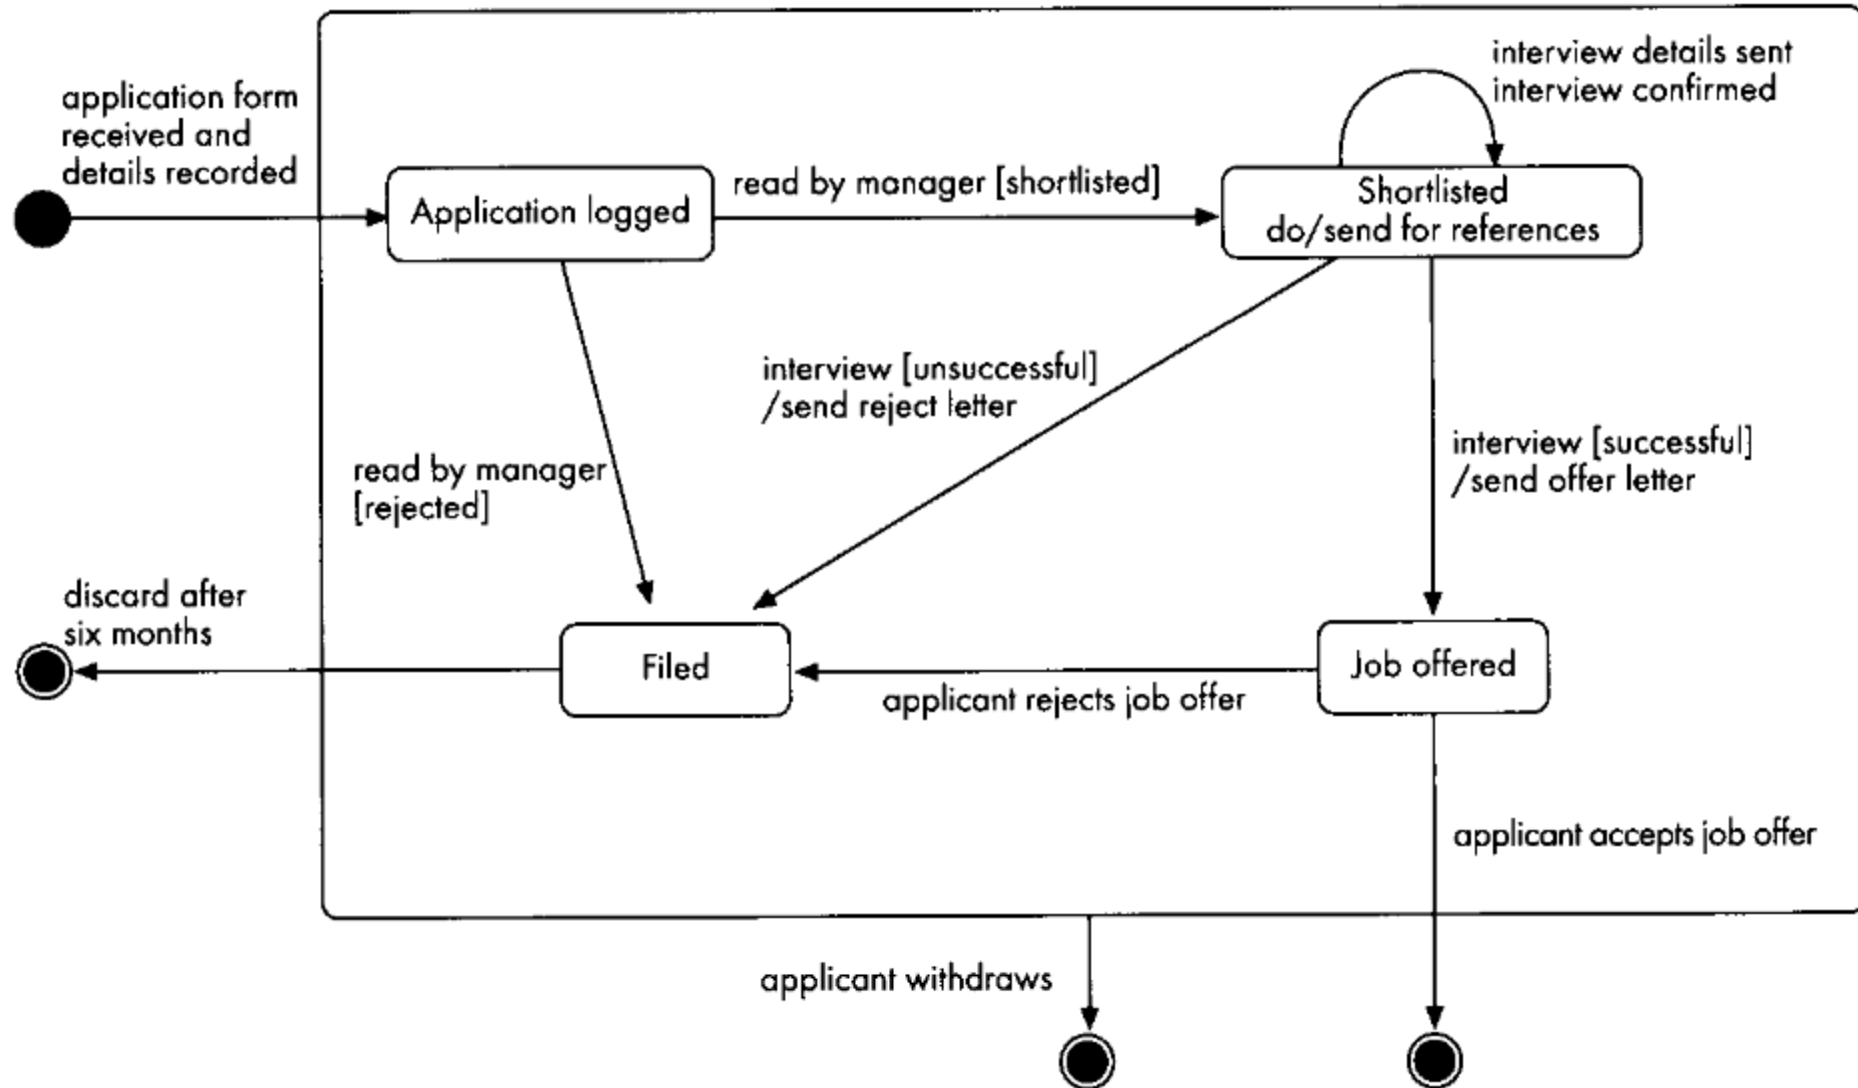 interview details sent
interview confirmed
application form
received and
details recorded
Application logged
read by manager [shortlisted]
Shortlisted
do/send for references
interview [unsuccessful]
/send reject letter
interview [successful]
/send offer letter
read by manager
[rejected]
discard after
six months
Filed
applicant rejects job offer
Job offered
applicant accepts job offer
applicant withdraws